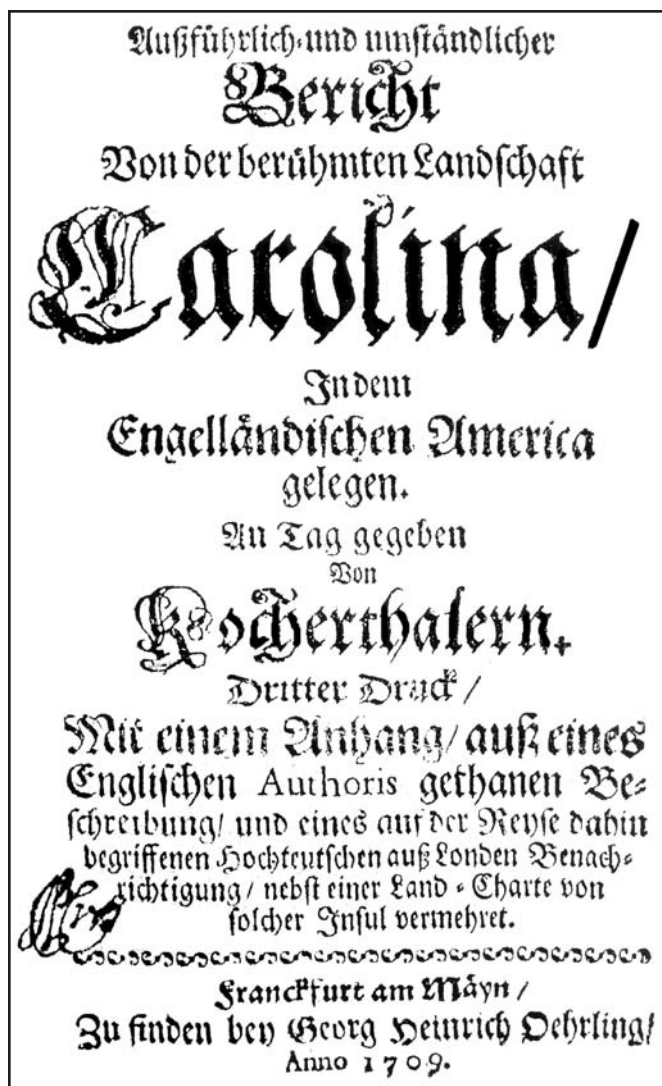 Außführlich-und umständlicher
Bericht
Von der berühmten Landschafft
Carolina/
In dem
Engelländischen America
gelegen.
An Tag gegeben
Von
Kocherthalern.
Dritter Druck/
Mit einem Anhang/ auß eines
Englischen Authoris gethanen Be-
schreibung/ und eines auf der Reyse dahin
begriffenen Hochteutschen auß Londen Benach-
richtigung/ nebst einer Land-Charte von
solcher Insul vermehret.
Franckfurt am Mäyn/
Zu finden bey Georg Heinrich Oehrling/
Anno 1709.